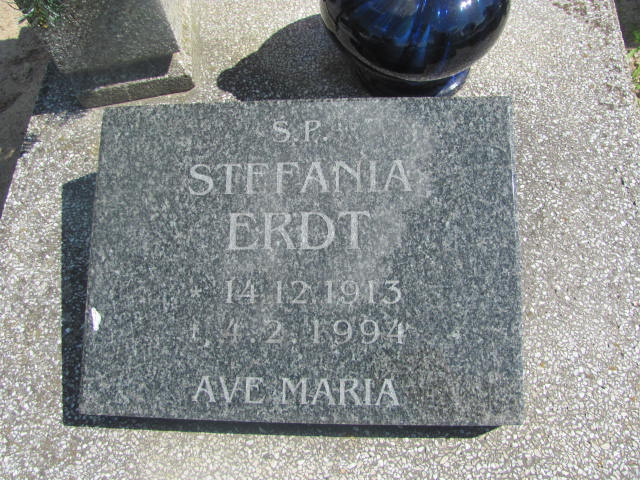 S.P.
STEFANIA
ERDT
* 14.12.1913
4.2.1994
AVE MARIA